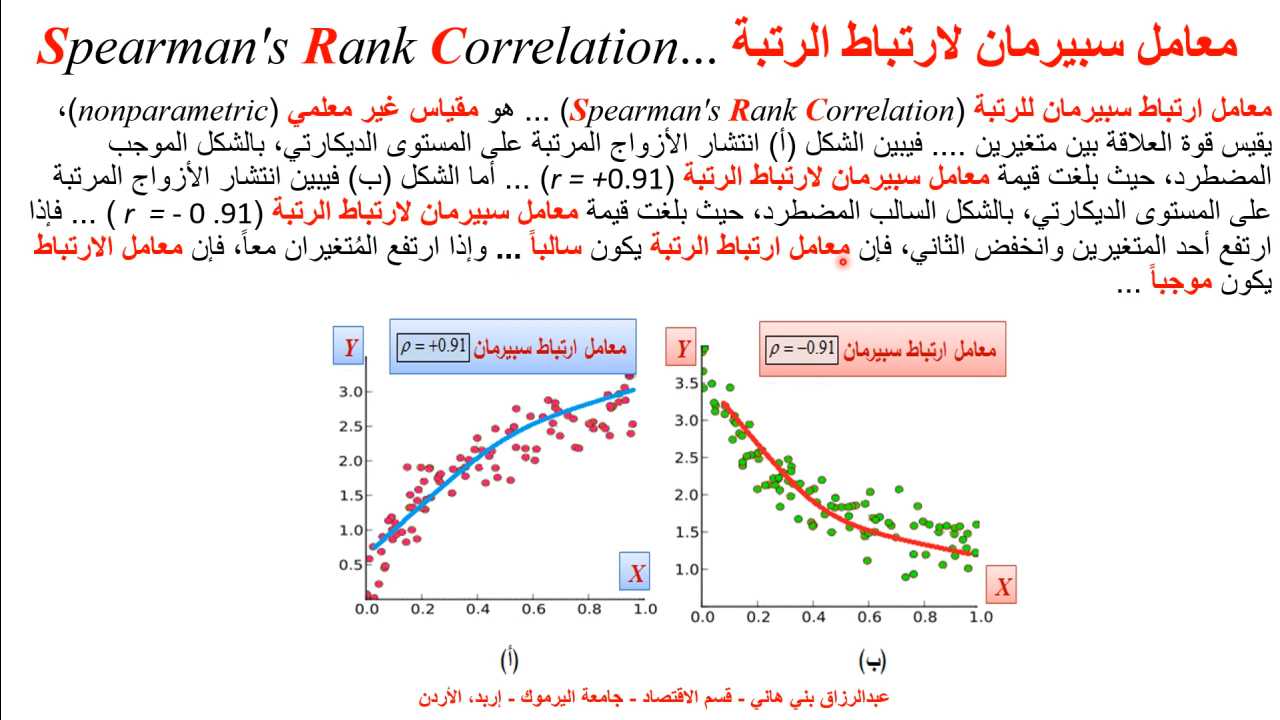 معامل سبيرمان لارتباط الرتبة ...Spearman's Rank Correlation
معامل ارتباط سبيرمان للرتبة (Spearman's Rank Correlation) ... هو مقياس غير معلمي (nonparametric)،
يقيس قوة العلاقة بين متغيرين .... فيبين الشكل (أ) انتشار الأزواج المرتبة على المستوى الديكارتي، بالشكل الموجب
المضطرد، حيث بلغت قيمة معامل سبيرمان لارتباط الرتبة (r = +0.91) ... أما الشكل (ب) فيبين انتشار الأزواج المرتبة
على المستوى الديكارتي، بالشكل السالب المضطرد، حيث بلغت قيمة معامل سبيرمان لارتباط الرتبة (r = - 0 .91 ) ... فإذا
ارتفع أحد المتغيرين وانخفض الثاني، فإن معامل ارتباط الرتبة يكون سالباً ... وإذا ارتفع المُتغيران معاً، فإن معامل الارتباط
يكون موجباً ...
Y
معامل ارتباط سبيرمان ρ = +0.91
3.0
2.5
2.0
1.5
1.0
0.5
0.0 0.2 0.4 0.6 0.8 1.0
X
(أ)
Y
معامل ارتباط سبيرمان ρ = −0.91
3.5
3.0
2.5
2.0
1.5
1.0
0.0 0.2 0.4 0.6 0.8 1.0
X
(ب)
عبدالرزاق بني هاني - قسم الاقتصاد - جامعة اليرموك - إربد، الأردن